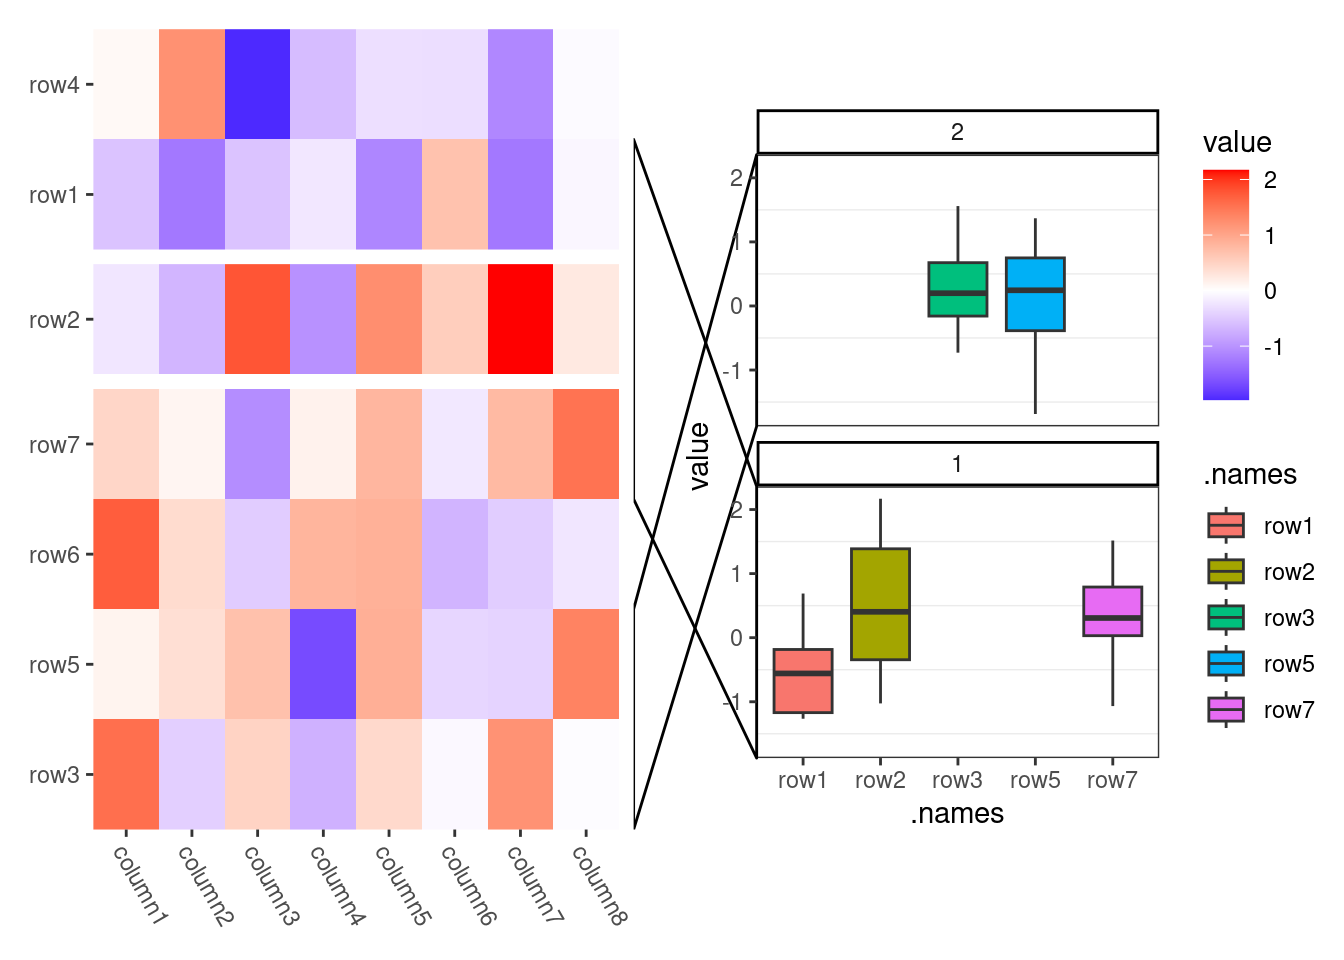 row4
row1
row2
row7
row6
row5
row3
column1
column2
column3
column4
column5
column6
column7
column8
value
2
2
1
0
-1
1
2
1
0
-1
row1
row2
row3
row5
row7
.names
value
2
1
0
-1
.names
row1
row2
row3
row5
row7